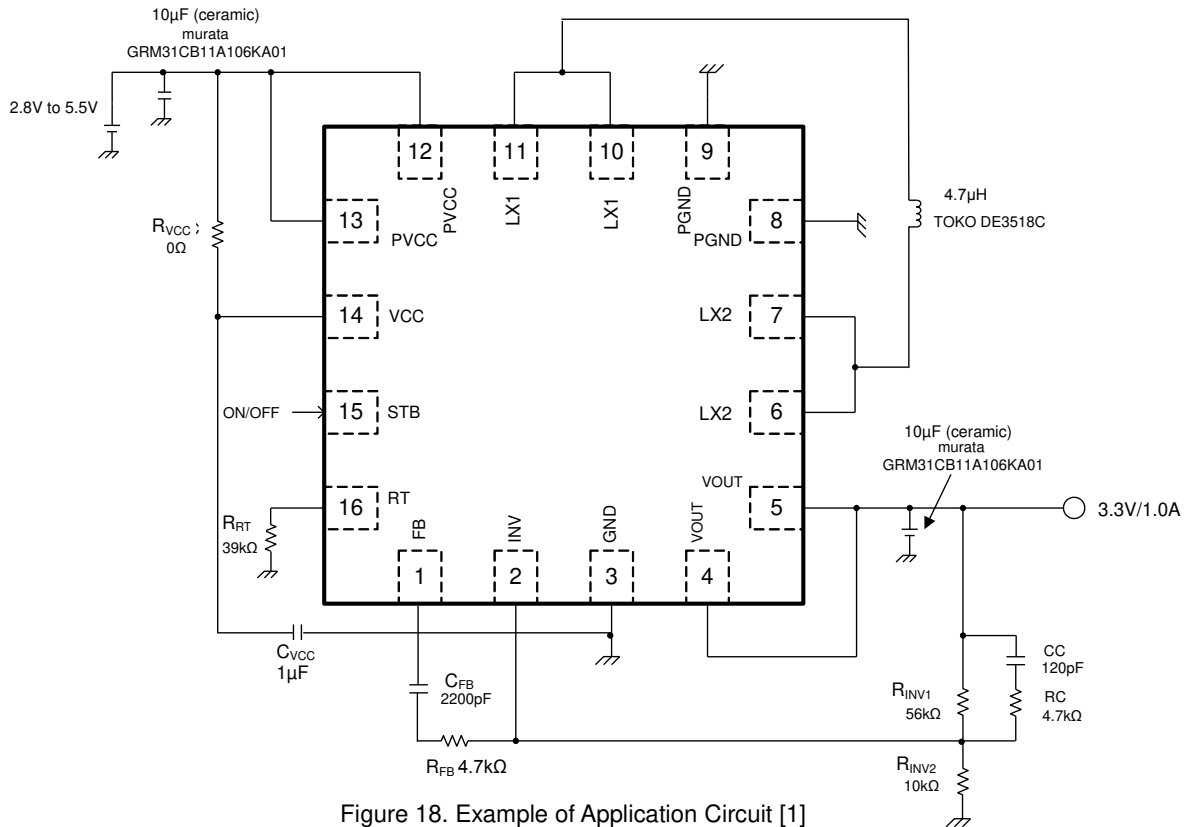 10µF (ceramic)
murata
GRM31CB11A106KA01
2.8V to 5.5V
12
11
10
9
PVCC
LX1
LX1
PGND
13
PVCC
8
PGND
4.7µH
TOKO DE3518C
RVCC :
0Ω
14
VCC
LX2
7
ON/OFF
15
STB
LX2
6
10µF (ceramic)
murata
GRM31CB11A106KA01
16
RT
VOUT
5
3.3V/1.0A
RRT
39kΩ
FB
INV
GND
VOUT
1
2
3
4
CVCC
1µF
CFB
2200pF
RFB 4.7kΩ
RINV1
56kΩ
CC
120pF
RC
4.7kΩ
RINV2
10kΩ
Figure 18. Example of Application Circuit [1]